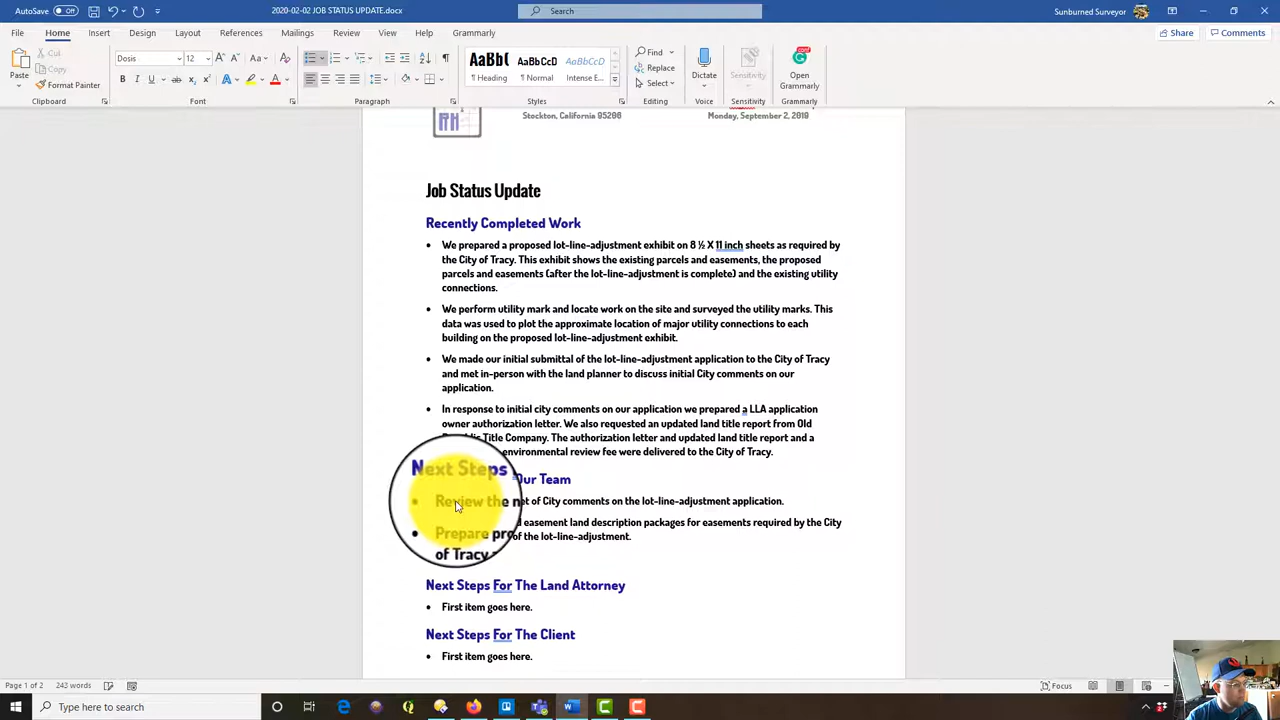 AutoSave Off 2020-02-02 JOB STATUS UPDATE.docx Search Sunburned Surveyor
File Home Insert Design Layout References Mailings Review View Help Grammarly Share Comments
Paste Cut Copy Format Painter
Clipboard
Dosis 12
B I U
Font
Paragraph
AaBb( AaBbCcD AaBbCcD
¶ Heading ¶ Normal Intense E...
Styles
Find
Replace
Select
Editing
Dictate
Voice
Sensitivity
Sensitivity
Open Grammarly
Grammarly
Stockton, California 95206 Monday, September 2, 2019
RH
Job Status Update
Recently Completed Work
• We prepared a proposed lot-line-adjustment exhibit on 8 ½ X 11 inch sheets as required by
the City of Tracy. This exhibit shows the existing parcels and easements, the proposed
parcels and easements (after the lot-line-adjustment is complete) and the existing utility
connections.
• We perform utility mark and locate work on the site and surveyed the utility marks. This
data was used to plot the approximate location of major utility connections to each
building on the proposed lot-line-adjustment exhibit.
• We made our initial submittal of the lot-line-adjustment application to the City of Tracy
and met in-person with the land planner to discuss initial City comments on our
application.
• In response to initial city comments on our application we prepared a LLA application
owner authorization letter. We also requested an updated land title report from Old
Title Company. The authorization letter and updated land title report and a
environmental review fee were delivered to the City of Tracy.
Next Steps Our Team
• Review the of City comments on the lot-line-adjustment application.
• Prepare easement land description packages for easements required by the City
of Tracy of the lot-line-adjustment.
Next Steps For The Land Attorney
• First item goes here.
Next Steps For The Client
• First item goes here.
Page 1 of 2 243 words Focus
Type here to search